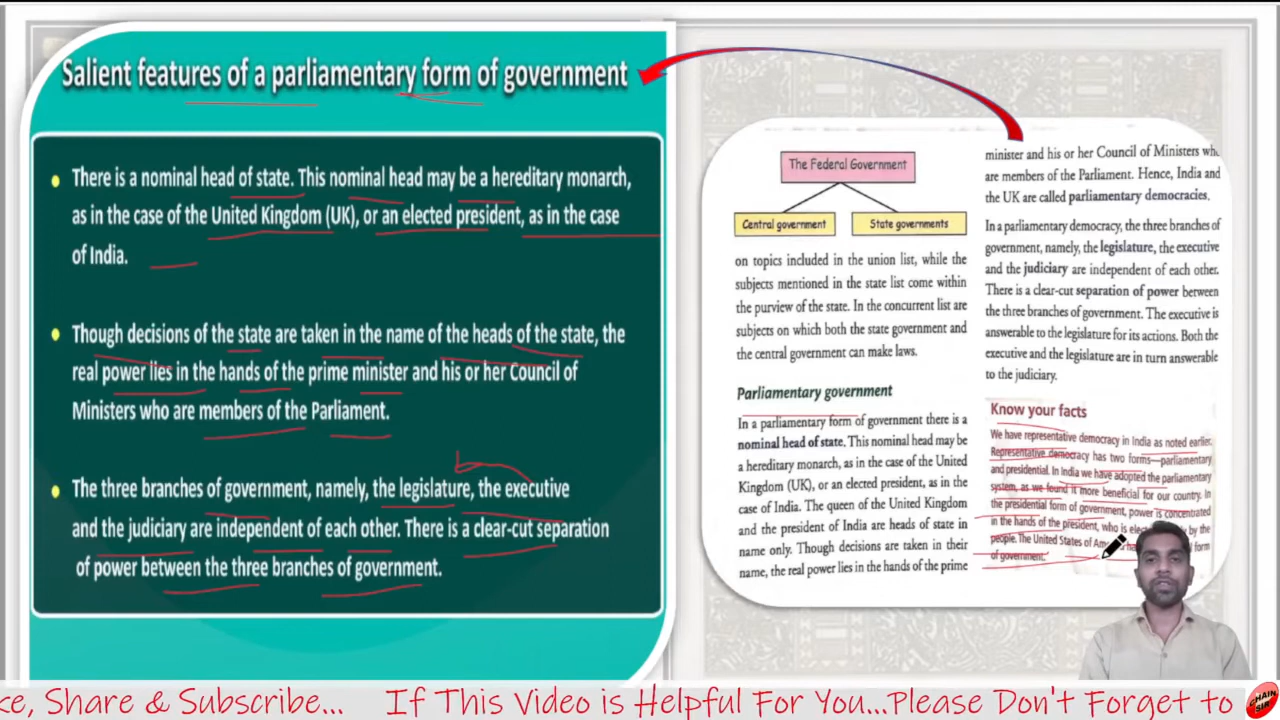 Salient features of a parliamentary form of government
There is a nominal head of state. This nominal head may be a hereditary monarch,
as in the case of the United Kingdom (UK), or an elected president, as in the case
of India.
Though decisions of the state are taken in the name of the heads of the state, the
real power lies in the hands of the prime minister and his or her Council of
Ministers who are members of the Parliament.
The three branches of government, namely, the legislature, the executive
and the judiciary are independent of each other. There is a clear-cut separation
of power between the three branches of government.
The Federal Government
Central government
State governments
on topics included in the union list, while the
subjects mentioned in the state list come within
the purview of the state. In the concurrent list are
subjects on which both the state government and
the central government can make laws.
Parliamentary government
In a parliamentary form of government there is a
nominal head of state. This nominal head may be
a hereditary monarch, as in the case of the United
Kingdom (UK), or an elected president, as in the
case of India. The queen of the United Kingdom
and the president of India are heads of state in
name only. Though decisions are taken in their
name, the real power lies in the hands of the prime
minister and his or her Council of Ministers
are members of the Parliament. Hence, India and
the UK are called parliamentary democracies.
In a parliamentary democracy, the three branches of
government, namely, the legislature, the executive
and the judiciary are independent of each other.
There is a clear-cut separation of power between
the three branches of government. The executive is
answerable to the legislature for its actions. Both the
executive and the legislature are in turn answerable
to the judiciary.
Know your facts
We have representative democracy in India as noted earlier.
Representative democracy has two forms—parliamentary
and presidential. In India we have adopted the parliamentary
system, as we found it more beneficial for our country. In
the presidential form of government, power is concentrated
in the hands of the president, who is by the
people. The United States of form
of government.
ke, Share & Subscribe... If This Video is Helpful For You...Please Don't Forget to
CHAIN SIR